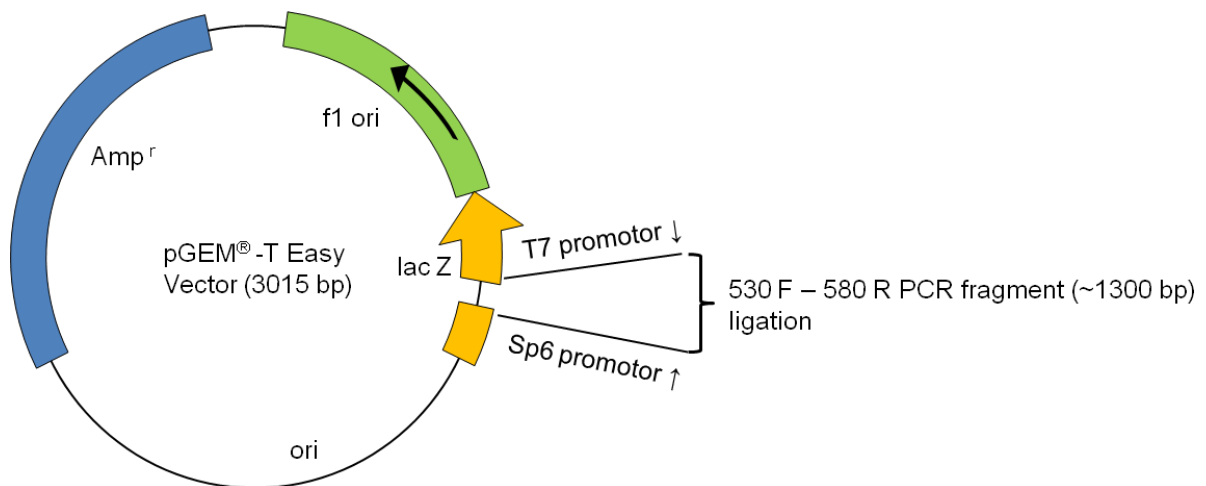 f1 ori
Amp r
pGEM®-T Easy
Vector (3015 bp)
lac Z
T7 promotor ↓
530 F – 580 R PCR fragment (~1300 bp)
ligation
Sp6 promotor ↑
ori